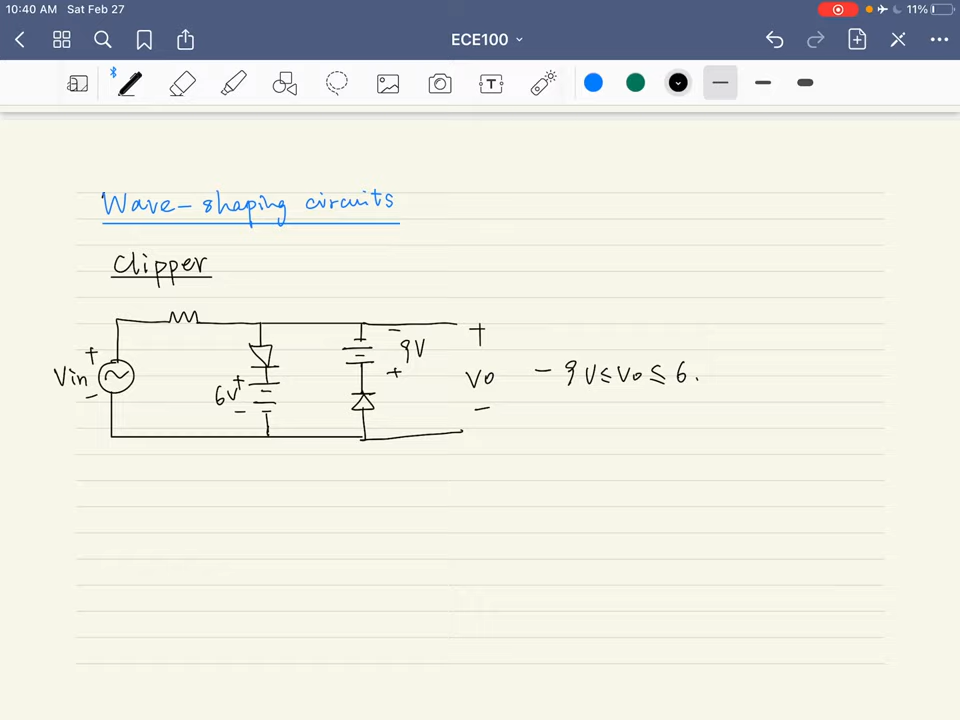 10:40 AM Sat Feb 27 11%
ECE100
T
Wave-shaping circuits
Clipper
- 9V +
+ Vin -
6V + -
+ Vo -
-9V≤Vo≤6.